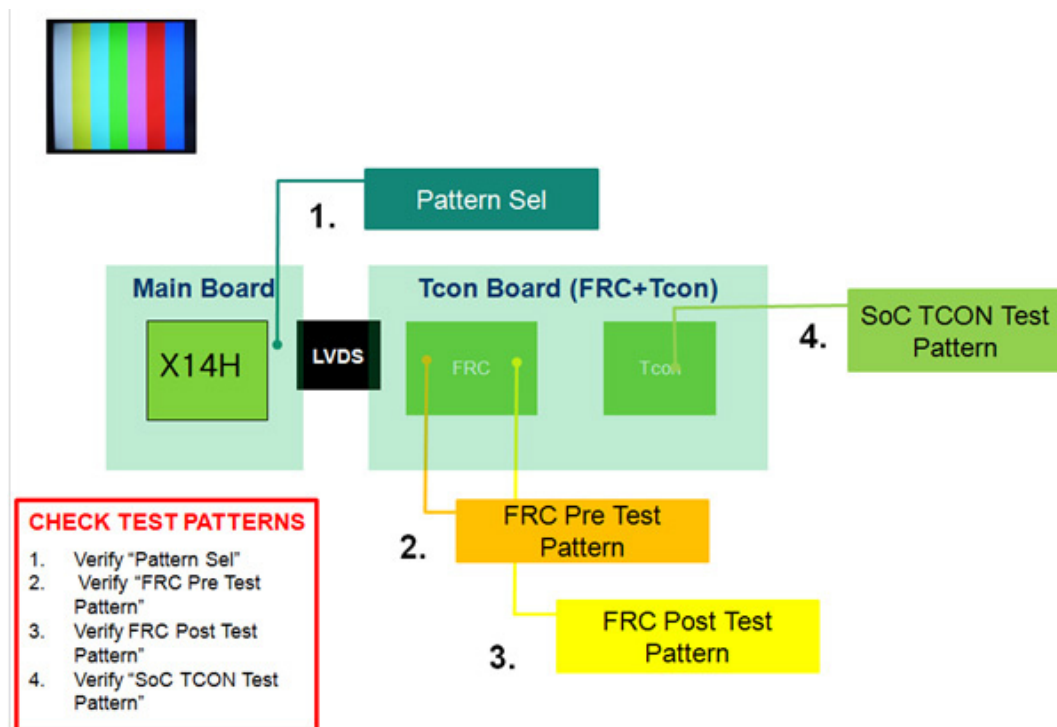 Pattern Sel
1.
Main Board
Tcon Board (FRC+Tcon)
X14H
LVDS
FRC
Tcon
4.
SoC TCON Test
Pattern
2.
FRC Pre Test
Pattern
3.
FRC Post Test
Pattern
CHECK TEST PATTERNS
1. Verify “Pattern Sel”
2. Verify “FRC Pre Test
Pattern”
3. Verify FRC Post Test
Pattern”
4. Verify “SoC TCON Test
Pattern”